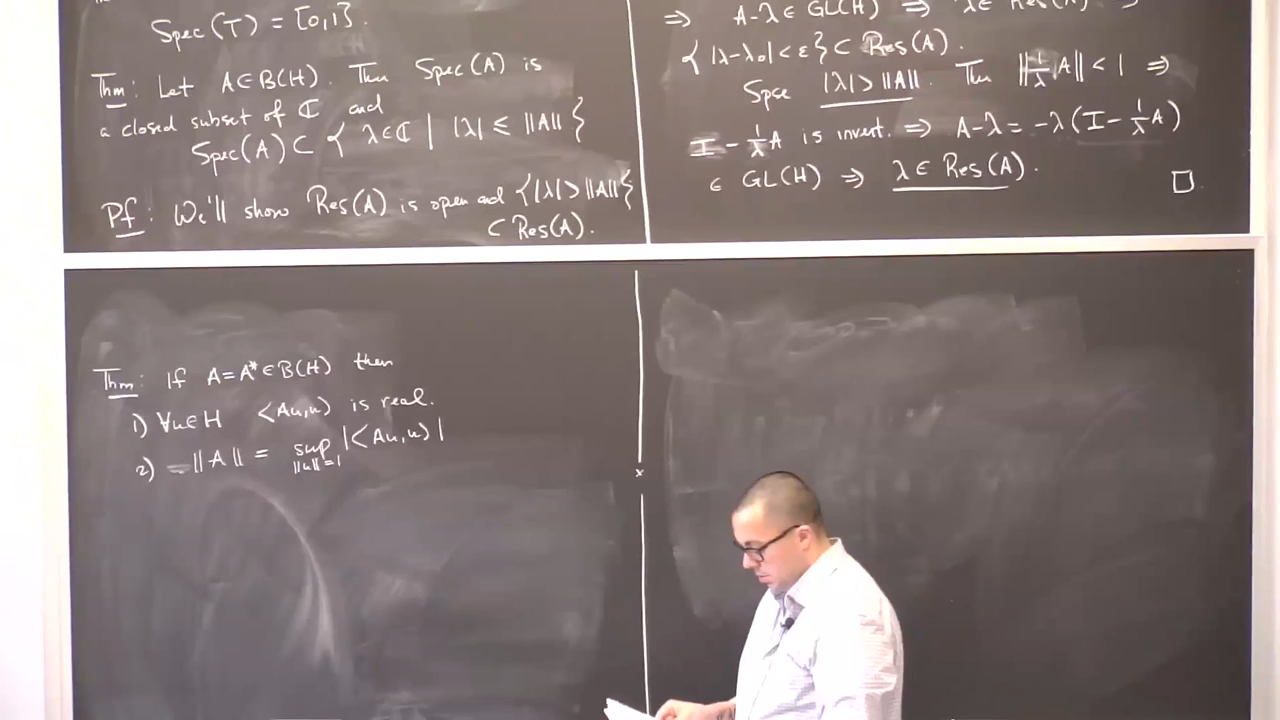 Spec(T) = [0,1].
Thm: Let A∈B(H). Then Spec(A) is
a closed subset of ℂ and
Spec(A) ⊂ { λ∈ℂ | |λ| ≤ ‖A‖ }
Pf: We'll show Res(A) is open and {|λ| > ‖A‖}
⊂ Res(A).
⇒ A-λ ∈ GL(H) ⇒ λ∈ Res(A) ⇒
{|λ-λ₀| < ε} ⊂ Res(A).
Spse |λ| > ‖A‖. Then ‖1/λ A‖ < 1 ⇒
I - 1/λ A is invert. ⇒ A-λ = -λ(I - 1/λ A)
∈ GL(H) ⇒ λ ∈ Res(A). □
Thm: If A=A*∈B(H) then
1) ∀u∈H ⟨Au,u⟩ is real.
2) ‖A‖ = sup_{‖u‖=1} |⟨Au,u⟩|